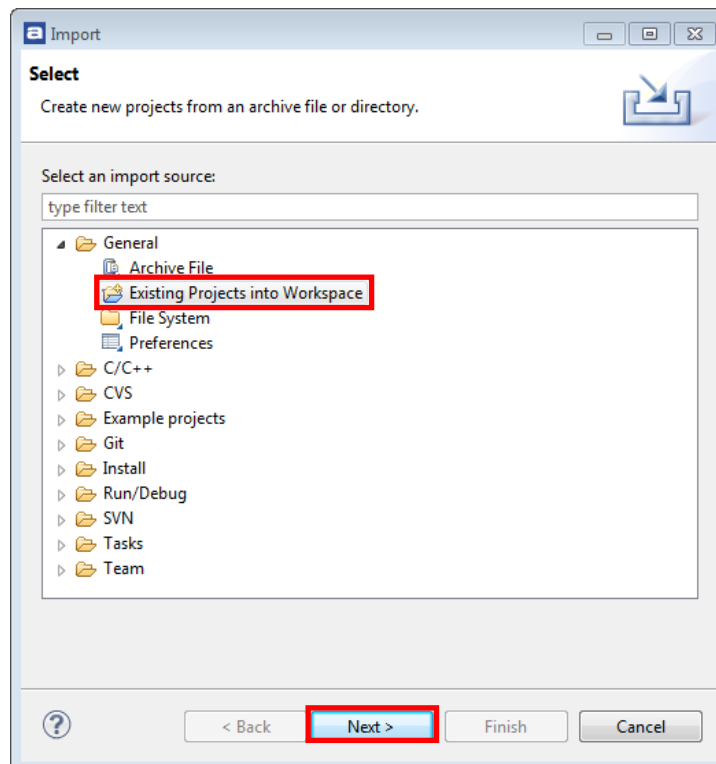 Import
Select
Create new projects from an archive file or directory.
Select an import source:
type filter text
General
Archive File
Existing Projects into Workspace
File System
Preferences
C/C++
CVS
Example projects
Git
Install
Run/Debug
SVN
Tasks
Team
? < Back Next > Finish Cancel